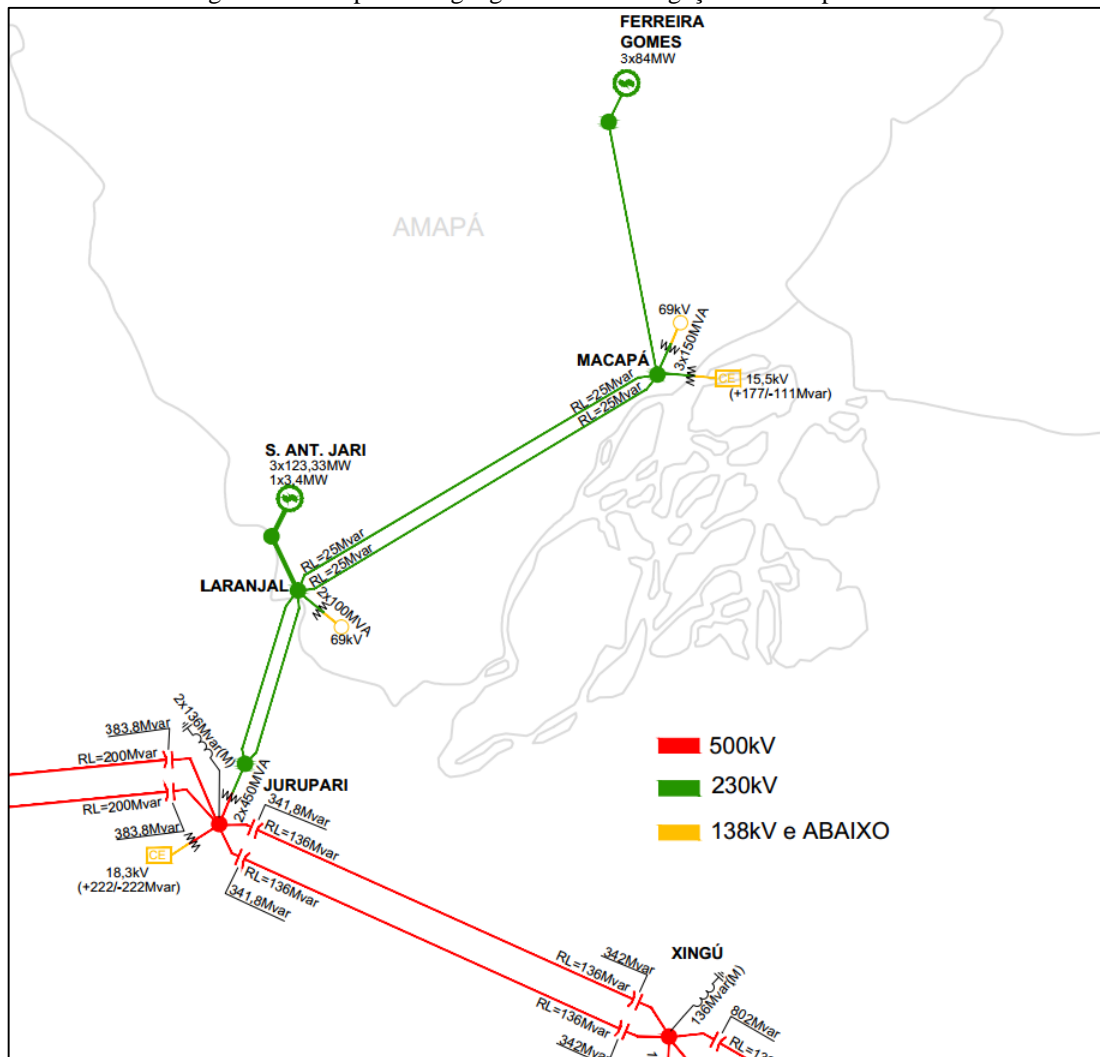 FERREIRA
GOMES
3x84MW
AMAPÁ
69kV
3x150MVA
MACAPÁ
CE
15,5kV
(+177/-111Mvar)
RL=25Mvar
RL=25Mvar
S. ANT. JARI
3x123,33MW
1x3,4MW
RL=25Mvar
RL=25Mvar
LARANJAL
2x100MVA
69kV
500kV
230kV
138kV e ABAIXO
2x136Mvar(M)
383,8Mvar
RL=200Mvar
RL=200Mvar
383,8Mvar
JURUPARI
2x450MVA
341,8Mvar
RL=136Mvar
RL=136Mvar
341,8Mvar
CE
18,3kV
(+222/-222Mvar)
XINGÚ
342Mvar
RL=136Mvar
RL=136Mvar
342Mvar
136Mvar(M)
802Mvar